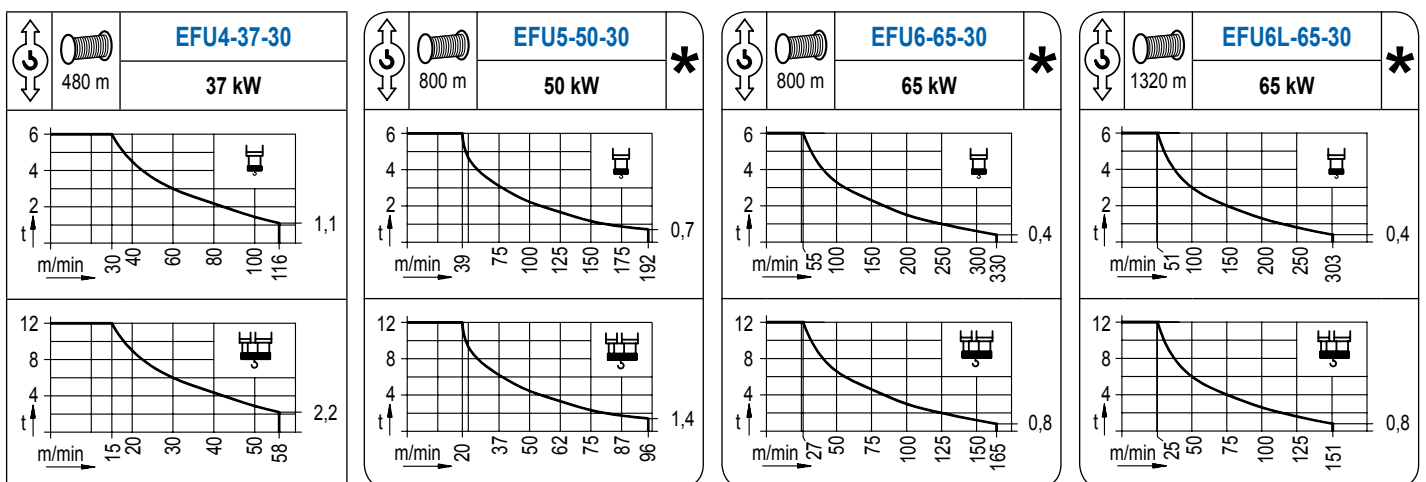 EFU4-37-30
480 m
37 kW
6
4
2
t
1,1
m/min
30 40 60 80 100 116
12
8
4
t
2,2
m/min
15 20 30 40 50 58
EFU5-50-30
*
800 m
50 kW
6
4
2
t
0,7
m/min
39 75 100 125 150 175 192
12
8
4
t
1,4
m/min
20 37 50 62 75 87 96
EFU6-65-30
*
800 m
65 kW
6
4
2
t
0,4
m/min
55 100 150 200 250 300 330
12
8
4
t
0,8
m/min
27 50 75 100 125 150 165
EFU6L-65-30
*
1320 m
65 kW
6
4
2
t
0,4
m/min
51 100 150 200 250 303
12
8
4
t
0,8
m/min
25 50 75 100 125 151